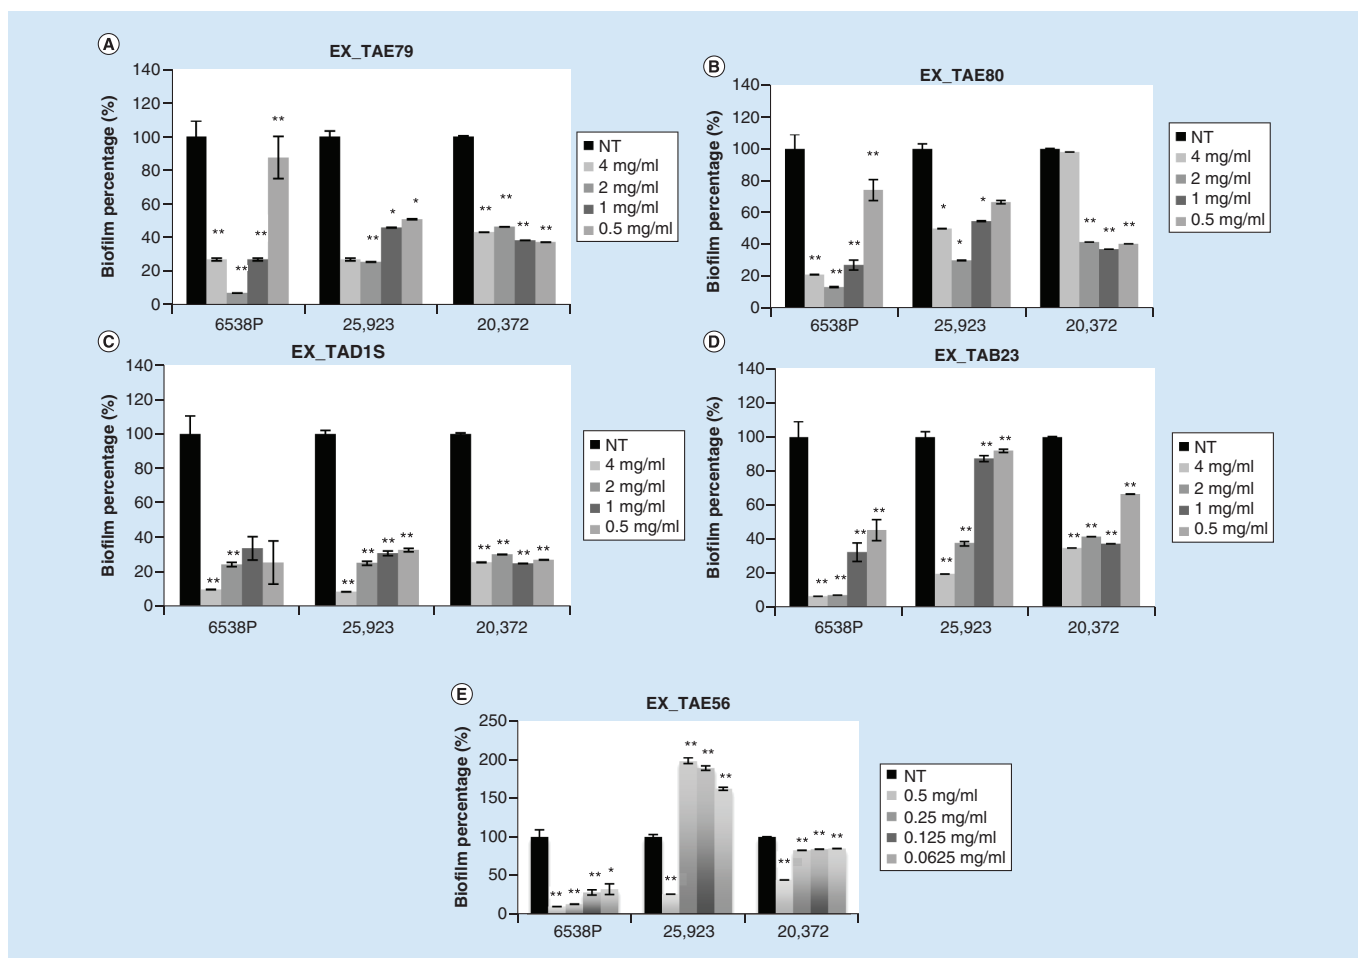 A
EX_TAE79
Biofilm percentage (%)
140
120
100
80
60
40
20
0
** ** ** **
** * *
** ** ** **
6538P 25,923 20,372
NT
4 mg/ml
2 mg/ml
1 mg/ml
0.5 mg/ml
B
EX_TAE80
Biofilm percentage (%)
140
120
100
80
60
40
20
0
** ** ** **
* * *
** ** **
6538P 25,923 20,372
NT
4 mg/ml
2 mg/ml
1 mg/ml
0.5 mg/ml
C
EX_TAD1S
Biofilm percentage (%)
140
120
100
80
60
40
20
0
** **
** ** ** **
** ** ** **
6538P 25,923 20,372
NT
4 mg/ml
2 mg/ml
1 mg/ml
0.5 mg/ml
D
EX_TAB23
Biofilm percentage (%)
140
120
100
80
60
40
20
0
** ** ** **
** ** ** **
** ** ** **
6538P 25,923 20,372
NT
4 mg/ml
2 mg/ml
1 mg/ml
0.5 mg/ml
E
EX_TAE56
Biofilm percentage (%)
250
200
150
100
50
0
** ** ** *
** ** ** **
** ** ** **
6538P 25,923 20,372
NT
0.5 mg/ml
0.25 mg/ml
0.125 mg/ml
0.0625 mg/ml